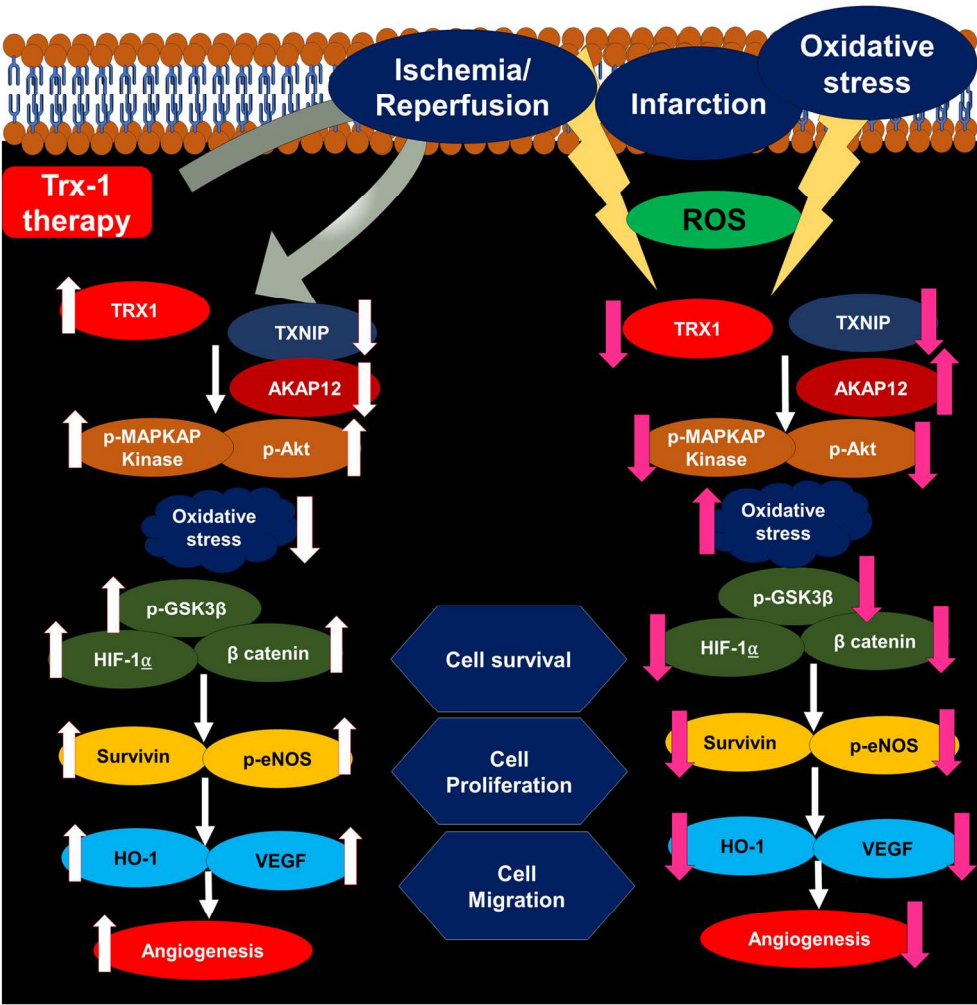 Ischemia/
Reperfusion
Infarction
Oxidative
stress
Trx-1
therapy
ROS
TRX1
TXNIP
AKAP12
p-MAPKAP
Kinase
p-Akt
Oxidative
stress
p-GSK3β
HIF-1α
β catenin
Survivin
p-eNOS
HO-1
VEGF
Angiogenesis
Cell survival
Cell
Proliferation
Cell
Migration
TRX1
TXNIP
AKAP12
p-MAPKAP
Kinase
p-Akt
Oxidative
stress
p-GSK3β
HIF-1α
β catenin
Survivin
p-eNOS
HO-1
VEGF
Angiogenesis